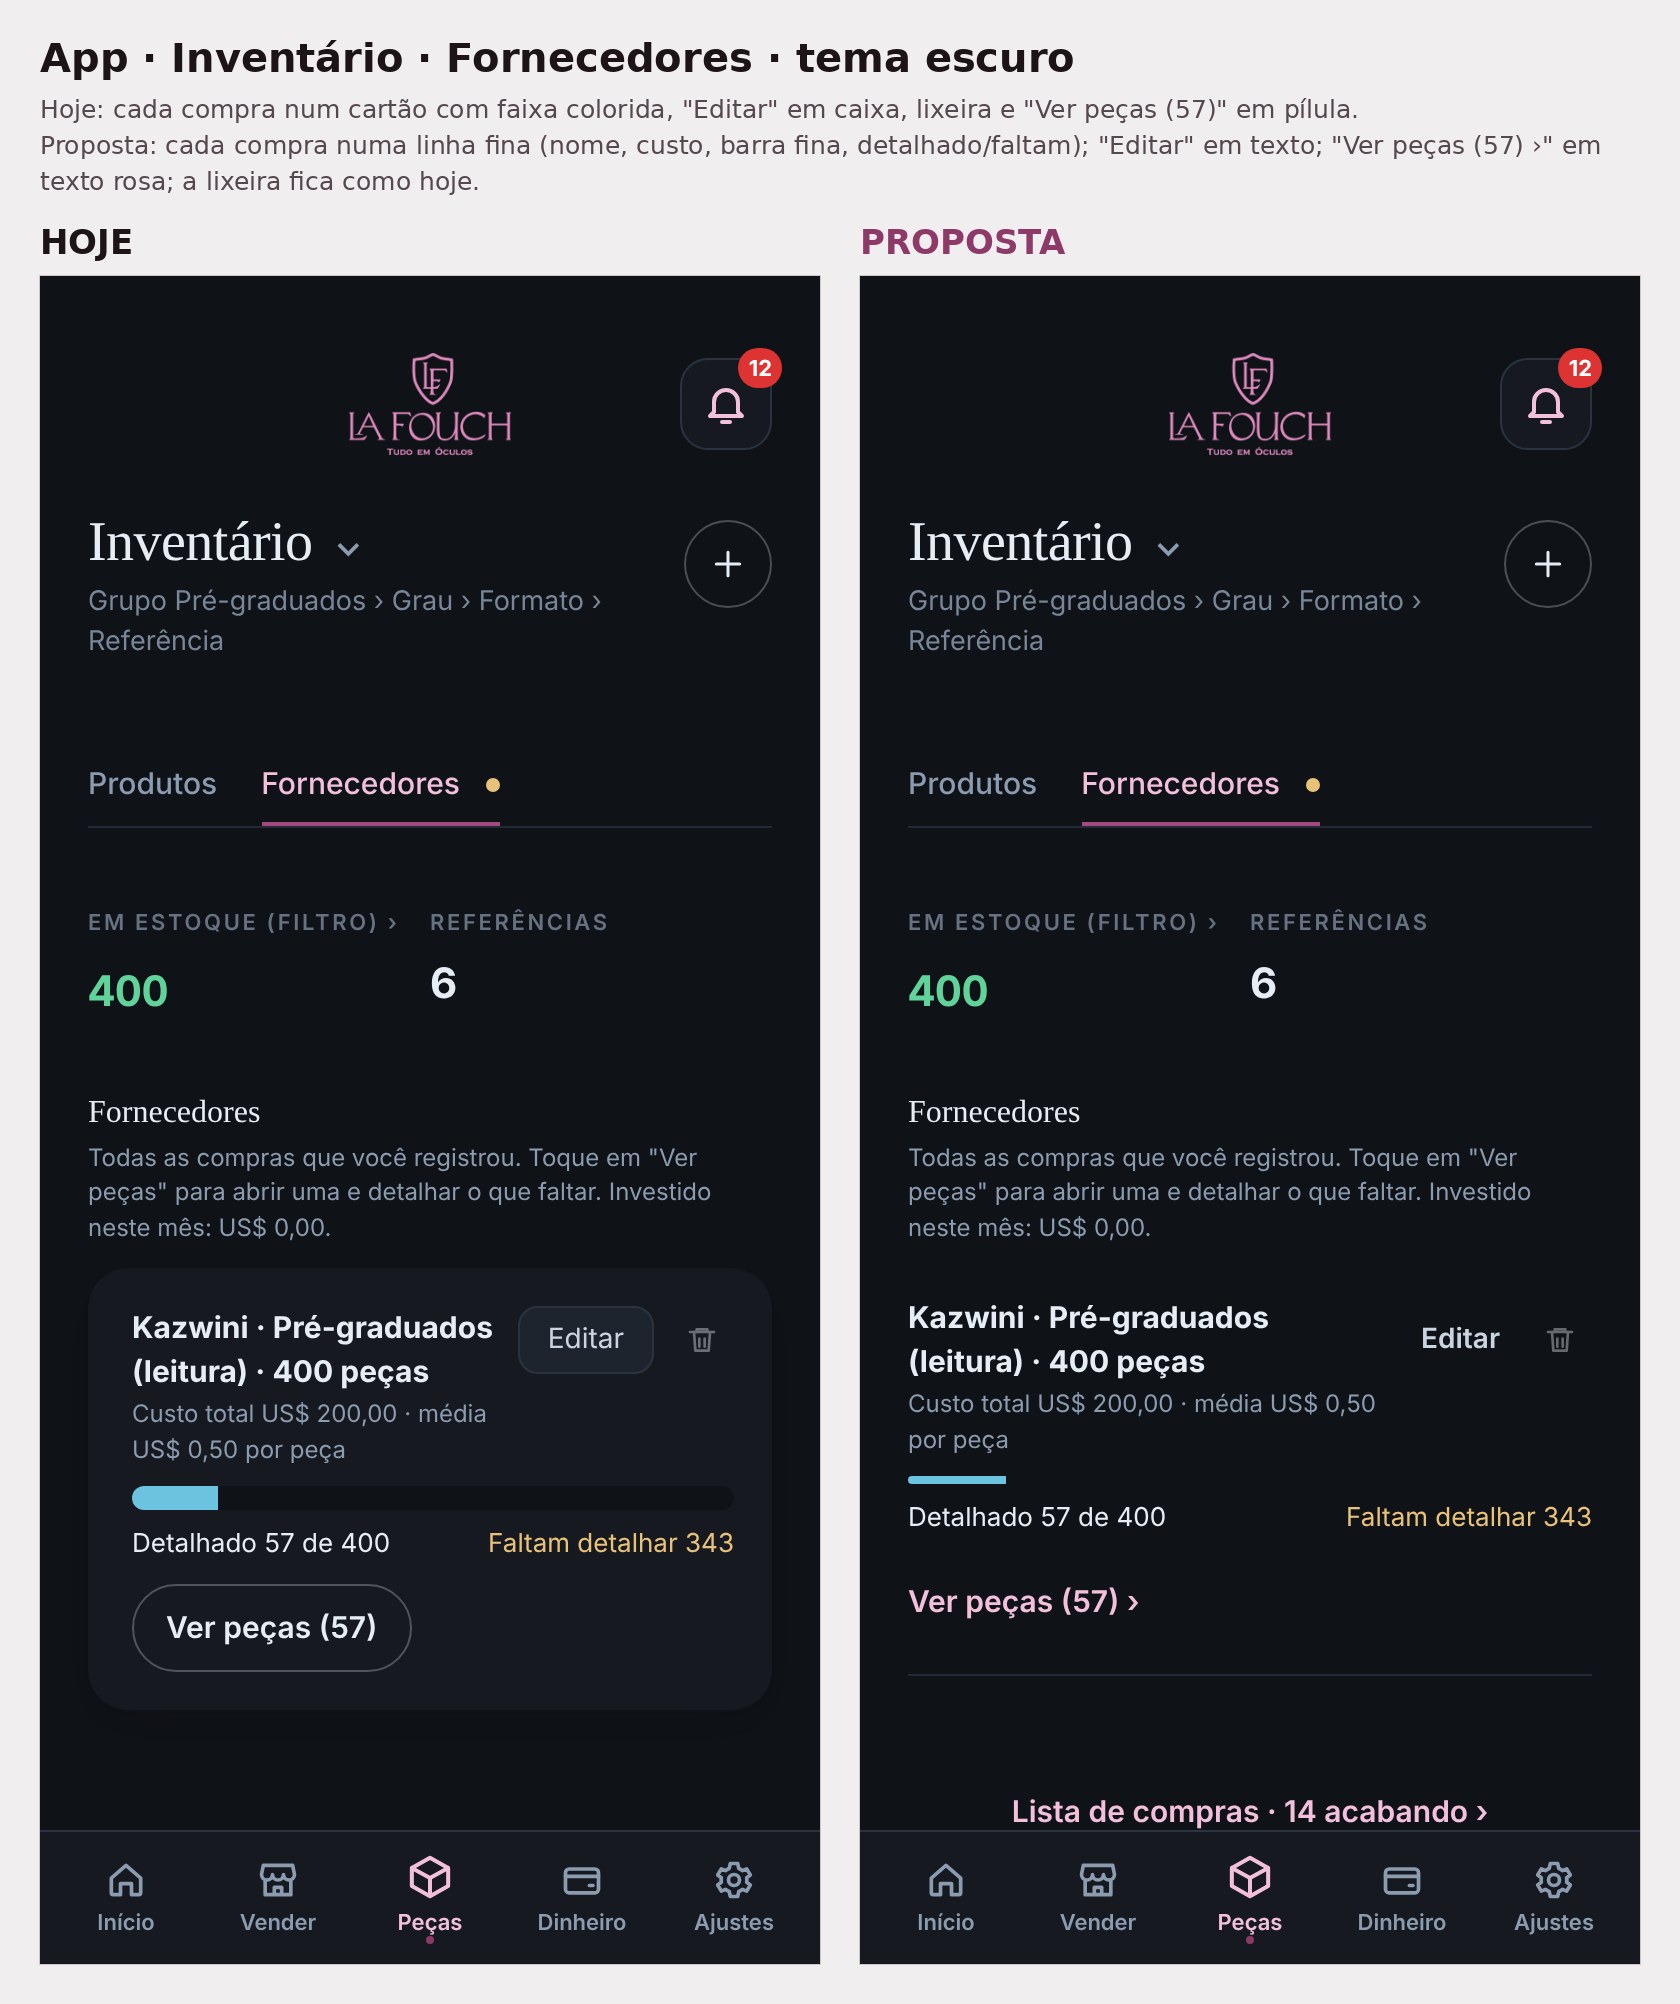 App · Inventário · Fornecedores · tema escuro
Hoje: cada compra num cartão com faixa colorida, "Editar" em caixa, lixeira e "Ver peças (57)" em pílula.
Proposta: cada compra numa linha fina (nome, custo, barra fina, detalhado/faltam); "Editar" em texto; "Ver peças (57) ›" em
texto rosa; a lixeira fica como hoje.
HOJE
LF
LA FOUCH
Tudo em Óculos
12
Inventário
Grupo Pré-graduados › Grau › Formato ›
Referência
Produtos Fornecedores
EM ESTOQUE (FILTRO) › REFERÊNCIAS
400 6
Fornecedores
Todas as compras que você registrou. Toque em "Ver
peças" para abrir uma e detalhar o que faltar. Investido
neste mês: US$ 0,00.
Kazwini · Pré-graduados
(leitura) · 400 peças
Editar
Custo total US$ 200,00 · média
US$ 0,50 por peça
Detalhado 57 de 400 Faltam detalhar 343
Ver peças (57)
Início Vender Peças Dinheiro Ajustes
PROPOSTA
LF
LA FOUCH
Tudo em Óculos
12
Inventário
Grupo Pré-graduados › Grau › Formato ›
Referência
Produtos Fornecedores
EM ESTOQUE (FILTRO) › REFERÊNCIAS
400 6
Fornecedores
Todas as compras que você registrou. Toque em "Ver
peças" para abrir uma e detalhar o que faltar. Investido
neste mês: US$ 0,00.
Kazwini · Pré-graduados
(leitura) · 400 peças
Editar
Custo total US$ 200,00 · média US$ 0,50
por peça
Detalhado 57 de 400 Faltam detalhar 343
Ver peças (57) ›
Lista de compras · 14 acabando ›
Início Vender Peças Dinheiro Ajustes